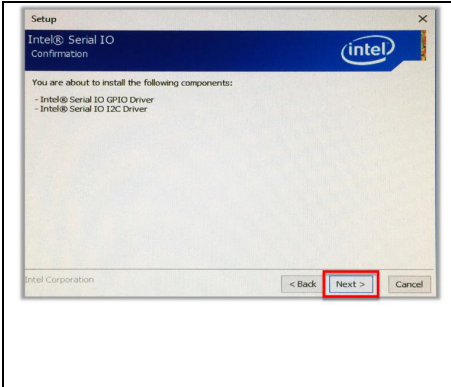 Setup
Intel® Serial IO
Confirmation
intel
You are about to install the following components:
- Intel® Serial IO GPIO Driver
- Intel® Serial IO I2C Driver
Intel Corporation
< Back
Next >
Cancel